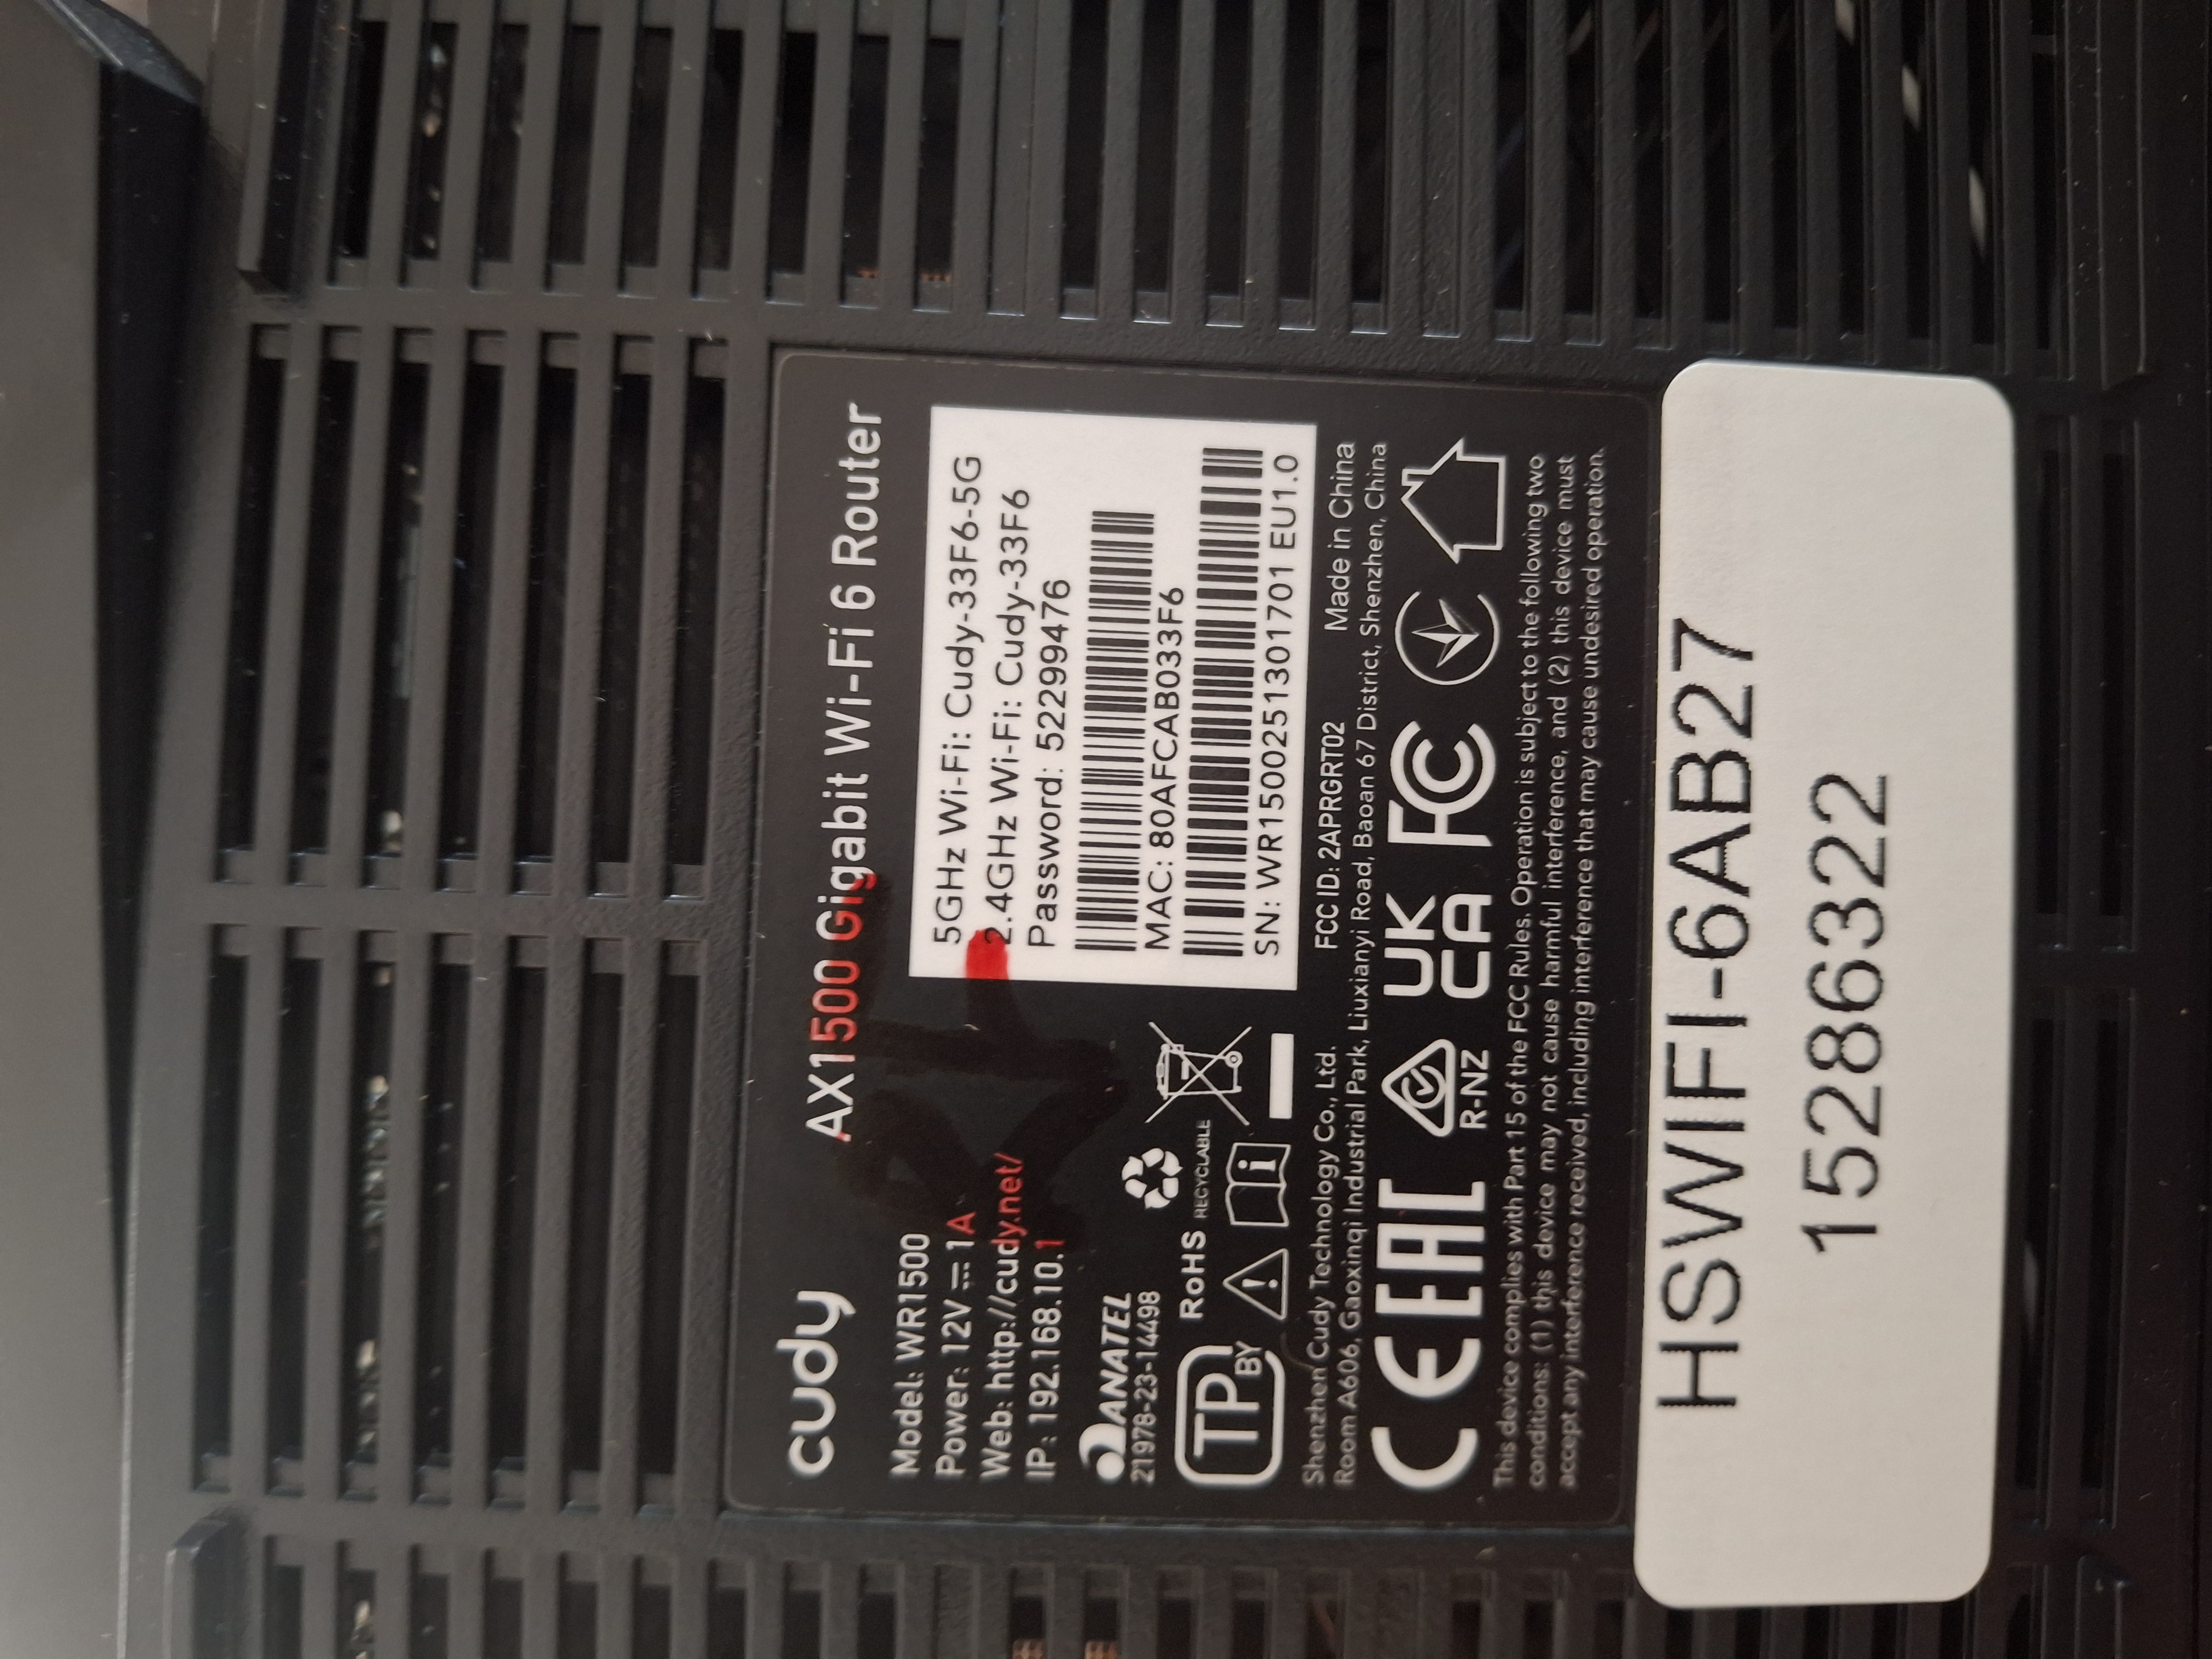 cudy
AX1500 Gigabit Wi-Fi 6 Router
Model: WR1500
Power: 12V ⎓ 1A
Web: http://cudy.net/
IP: 192.168.10.1
5GHz Wi-Fi: Cudy-33F6-5G
2.4GHz Wi-Fi: Cudy-33F6
Password: 52299476
MAC: 80AFCAB033F6
SN: WR1500251301701 EU1.0
ANATEL
21978-23-14498
RoHS
RECYCLABLE
TP
BY
FCC ID: 2APRGRT02
Made in China
Shenzhen Cudy Technology Co., Ltd.
Room A606, Gaoxinqi Industrial Park, Liuxianyi Road, Baoan 67 District, Shenzhen, China
CE EAC R-NZ UK CA FC
This device complies with Part 15 of the FCC Rules. Operation is subject to the following two
conditions: (1) this device may not cause harmful interference, and (2) this device must
accept any interference received, including interference that may cause undesired operation.
HSWIFI-6AB27
15286322